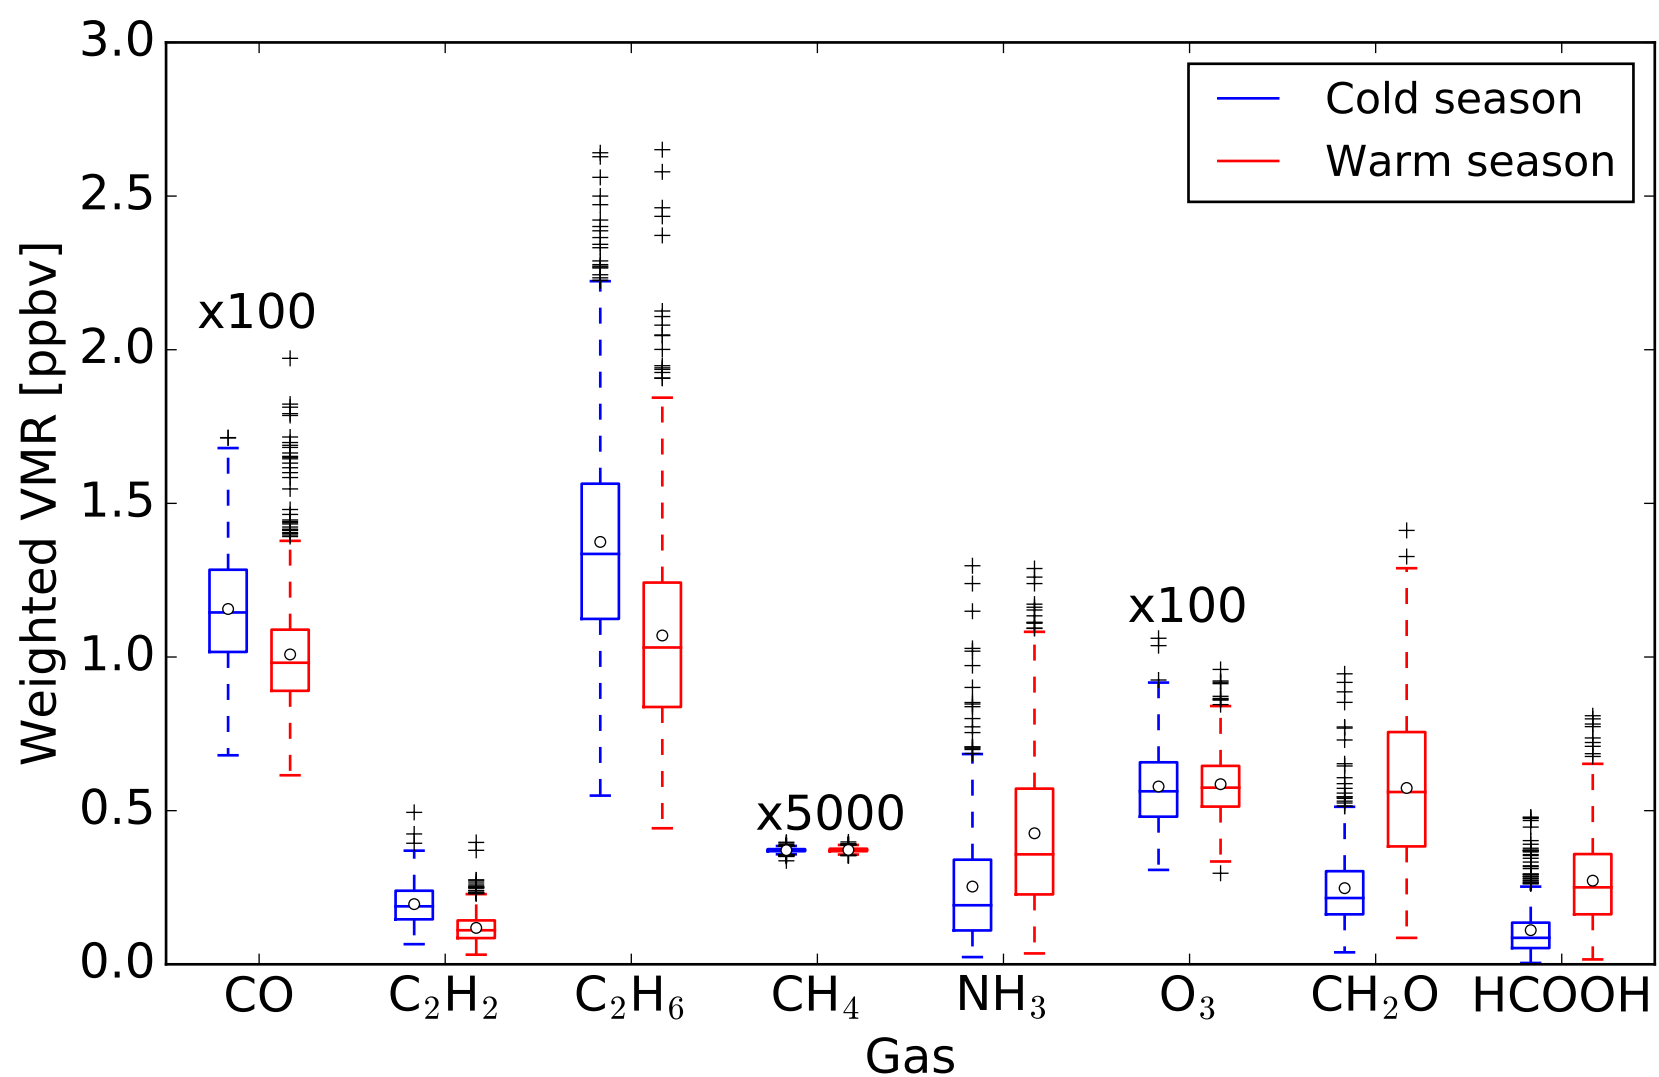 Weighted VMR [ppbv]
3.0
2.5
2.0
1.5
1.0
0.5
0.0
Cold season
Warm season
x100
x5000
x100
CO
C₂H₂
C₂H₆
CH₄
NH₃
O₃
CH₂O
HCOOH
Gas